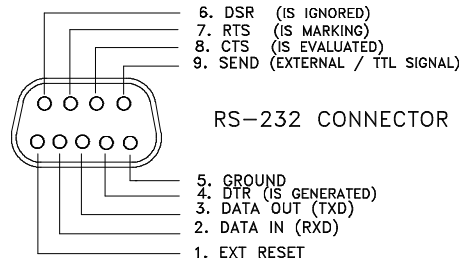 6. DSR (IS IGNORED)
7. RTS (IS MARKING)
8. CTS (IS EVALUATED)
9. SEND (EXTERNAL / TTL SIGNAL)
RS-232 CONNECTOR
5. GROUND
4. DTR (IS GENERATED)
3. DATA OUT (TXD)
2. DATA IN (RXD)
1. EXT RESET